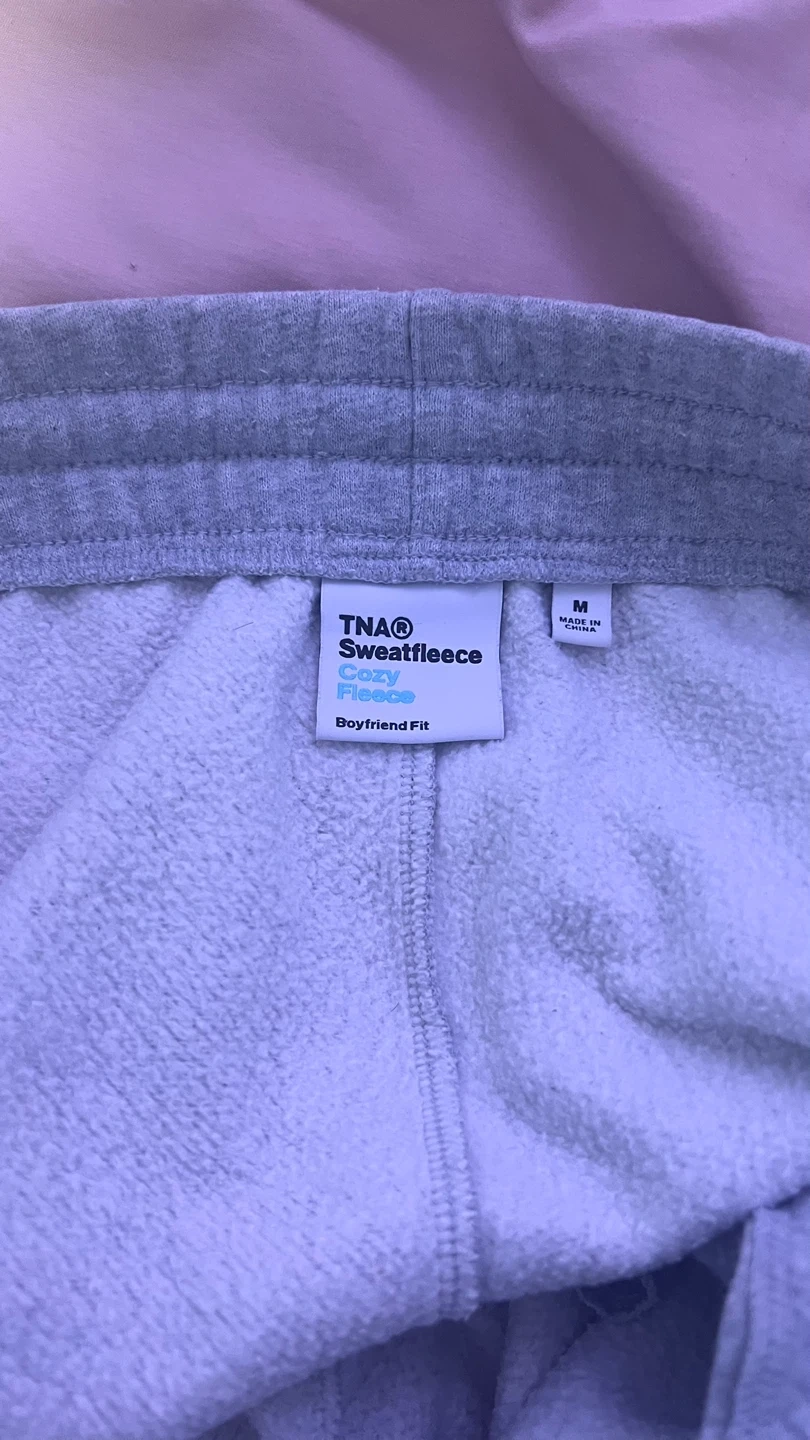 TNA®
Sweatfleece
Cozy
Fleece
Boyfriend Fit
M
MADE IN
CHINA